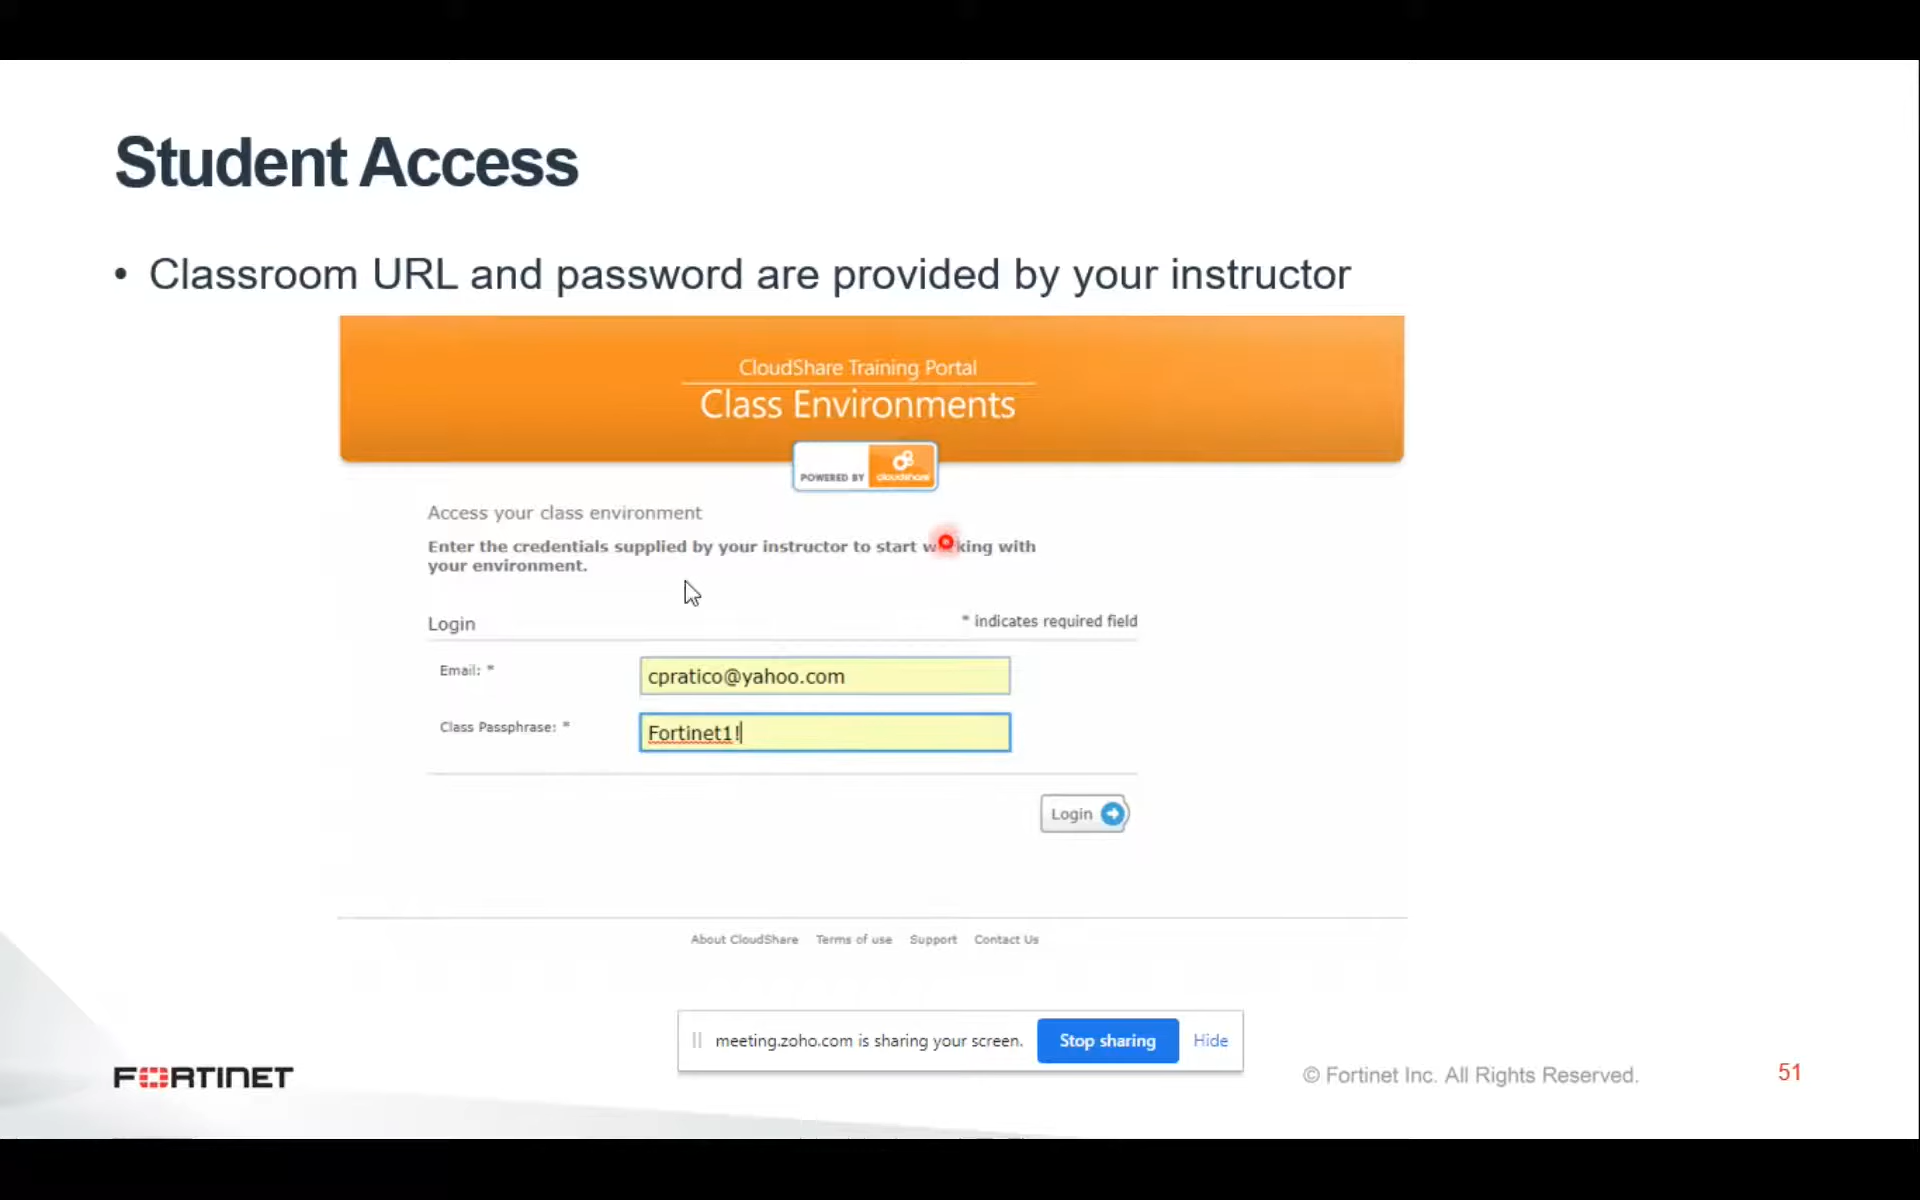 Student Access
• Classroom URL and password are provided by your instructor
CloudShare Training Portal
Class Environments
POWERED BY cloudshare
Access your class environment
Enter the credentials supplied by your instructor to start working with
your environment.
Login
* indicates required field
Email: *
cpratico@yahoo.com
Class Passphrase: *
Fortinet1!
Login
About CloudShare Terms of use Support Contact Us
meeting.zoho.com is sharing your screen. Stop sharing Hide
FORTINET
© Fortinet Inc. All Rights Reserved.
51